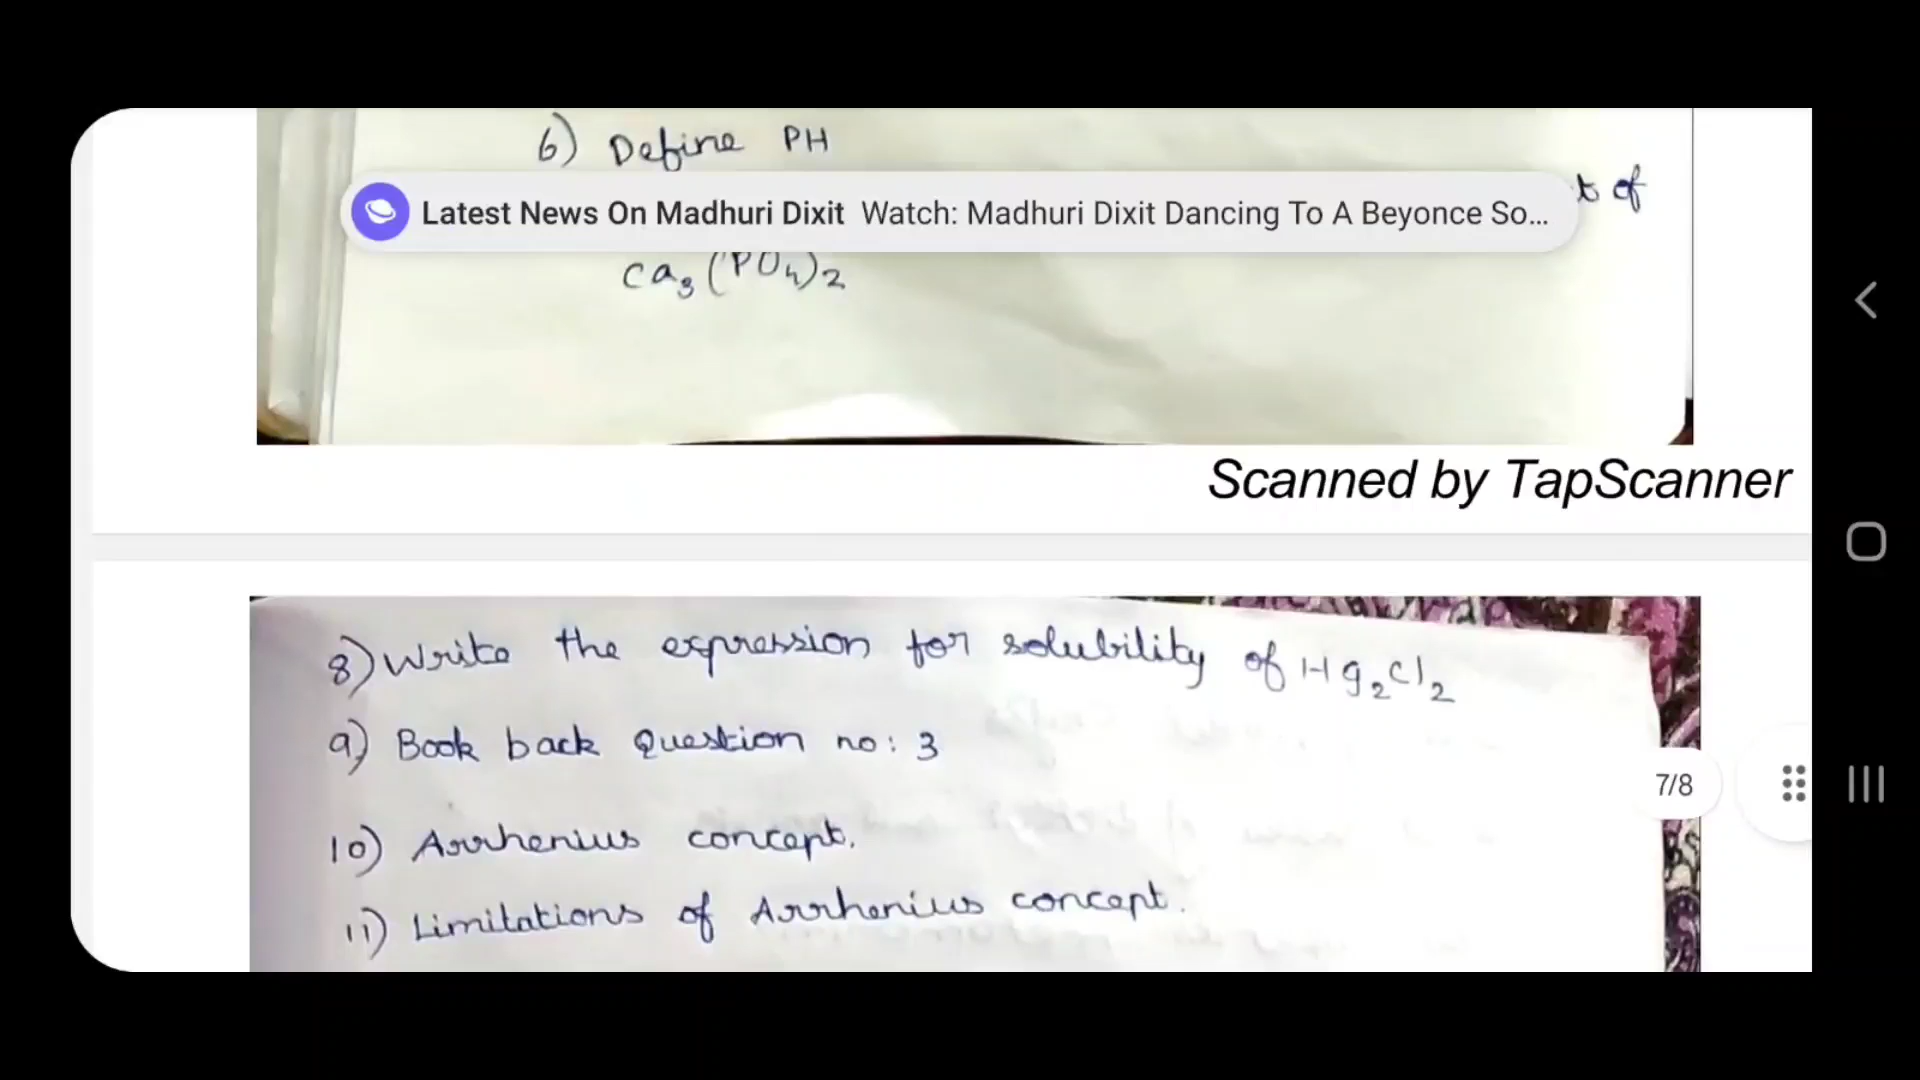 6) Define PH
t of
Latest News On Madhuri Dixit Watch: Madhuri Dixit Dancing To A Beyonce So...
Ca3(PO4)2
Scanned by TapScanner
8) Write the expression for solubility of Hg2Cl2
9) Book back Question no: 3
7/8
10) Arrhenius concept.
11) Limitations of Arrhenius concept.